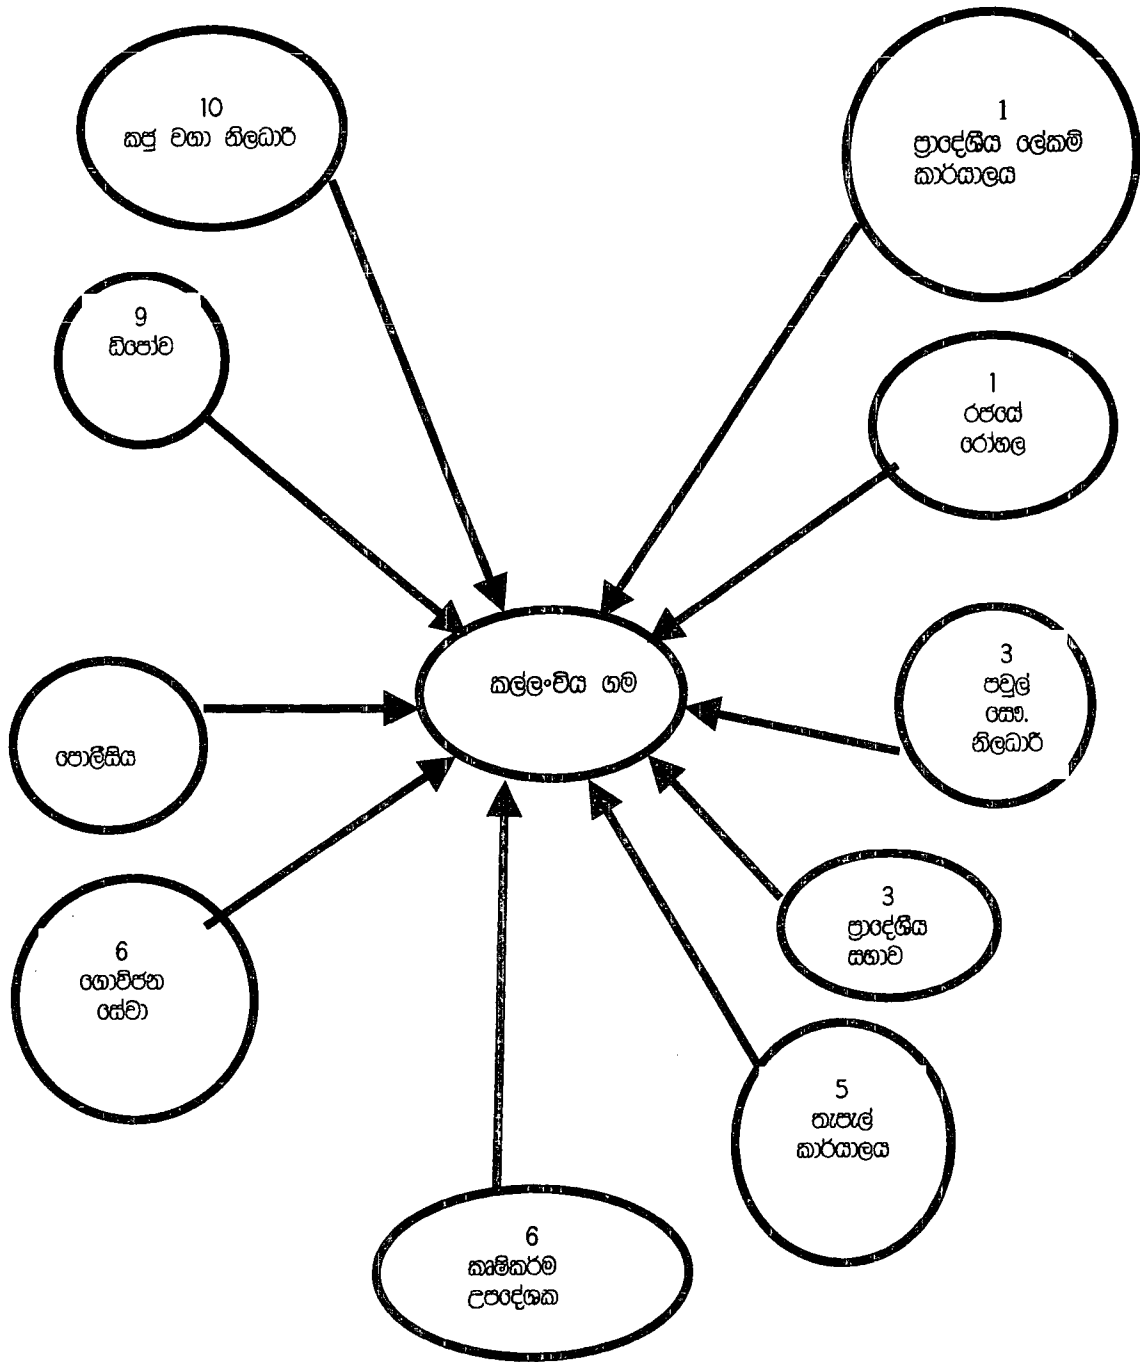 10
කජු වගා නිලධාරී
1
ප්‍රාදේශීය ලේකම්
කාර්යාලය
9
ඩිපෝව
1
රජයේ
රෝහල
කල්ලංචිය ගම
3
පවුල්
සෞ.
නිලධාරී
පොලීසිය
3
ප්‍රාදේශීය
සභාව
6
ගොවිජන
සේවා
5
තැපැල්
කාර්යාලය
6
කෘෂිකර්ම
උපදේශක